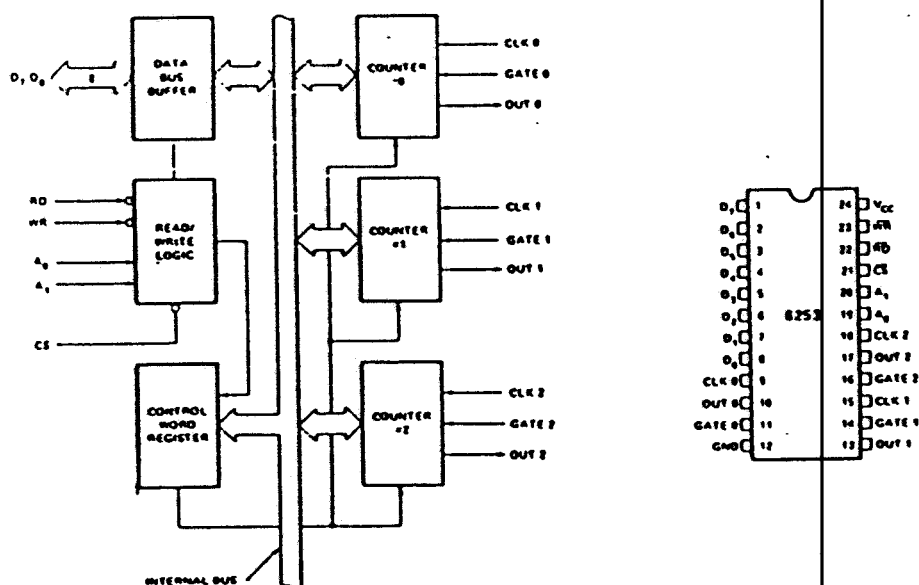 D7 D0
8
DATA
BUS
BUFFER
COUNTER
=0
CLK 0
GATE 0
OUT 0
RD
WR
A0
A1
READ/
WRITE
LOGIC
CS
COUNTER
#1
CLK 1
GATE 1
OUT 1
CONTROL
WORD
REGISTER
COUNTER
#2
CLK 2
GATE 2
OUT 2
INTERNAL BUS
D7 1 24 VCC
D6 2 23 WR
D5 3 22 RD
D4 4 21 CS
D3 5 20 A1
D2 6 8253 19 A0
D1 7 18 CLK 2
D0 8 17 OUT 2
CLK 0 9 16 GATE 2
OUT 0 10 15 CLK 1
GATE 0 11 14 GATE 1
GND 12 13 OUT 1